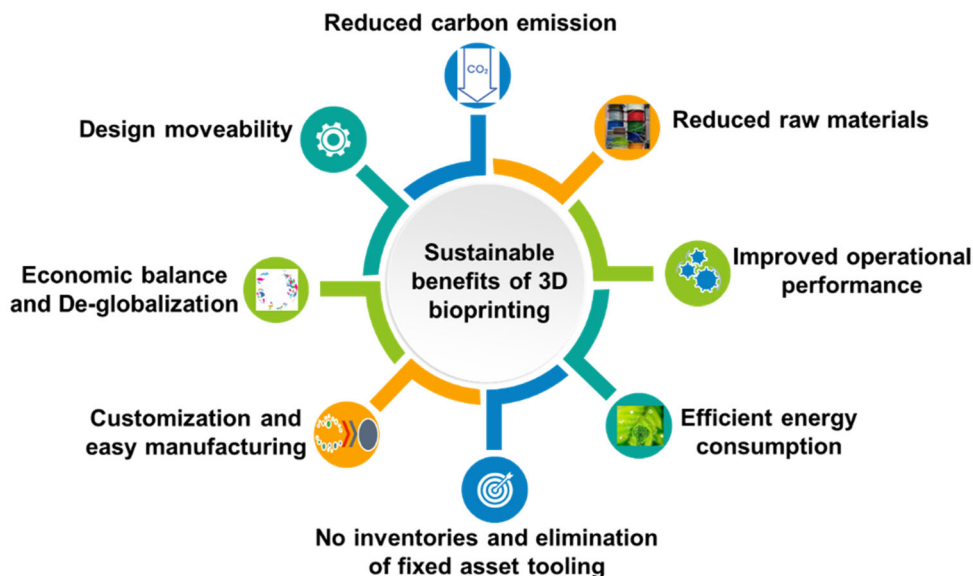 Reduced carbon emission
CO₂
Reduced raw materials
Improved operational
performance
Efficient energy
consumption
No inventories and elimination
of fixed asset tooling
Customization and
easy manufacturing
Economic balance
and De-globalization
Design moveability
Sustainable
benefits of 3D
bioprinting